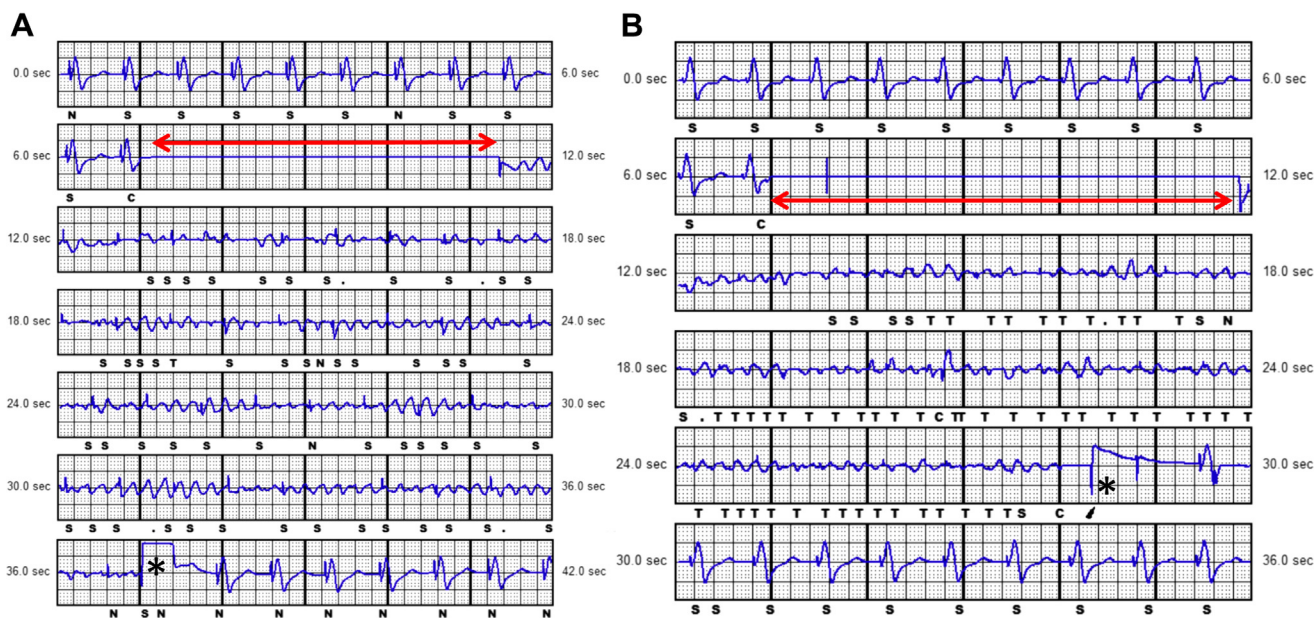 A
0.0 sec 6.0 sec
N S S S S S N S S
6.0 sec 12.0 sec
S C
12.0 sec 18.0 sec
S S S S S S S . S S . S S
18.0 sec 24.0 sec
S S S S T S S S N S S S S S S
24.0 sec 30.0 sec
S S S S S S N S S S S S S
30.0 sec 36.0 sec
S S S . S S S S S S S S S . S
36.0 sec * 42.0 sec
N S N N N N N N N N
B
0.0 sec 6.0 sec
S S S S S S S S S
6.0 sec 12.0 sec
S C
12.0 sec 18.0 sec
S S S S T T T T T T T . T T T S N
18.0 sec 24.0 sec
S . T T T T T T T T T T T C T T T T T T T T T T T T T T
24.0 sec * 30.0 sec
T T T T T T T T T T T T T T T T S C
30.0 sec 36.0 sec
S S S S S S S S S S